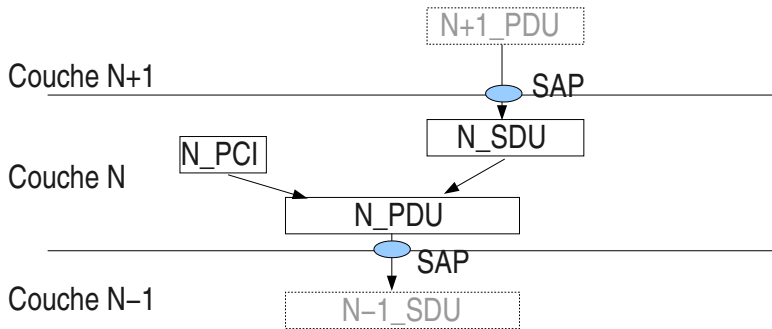 N+1_PDU
Couche N+1
SAP
N_SDU
N_PCI
Couche N
N_PDU
SAP
Couche N−1
N−1_SDU